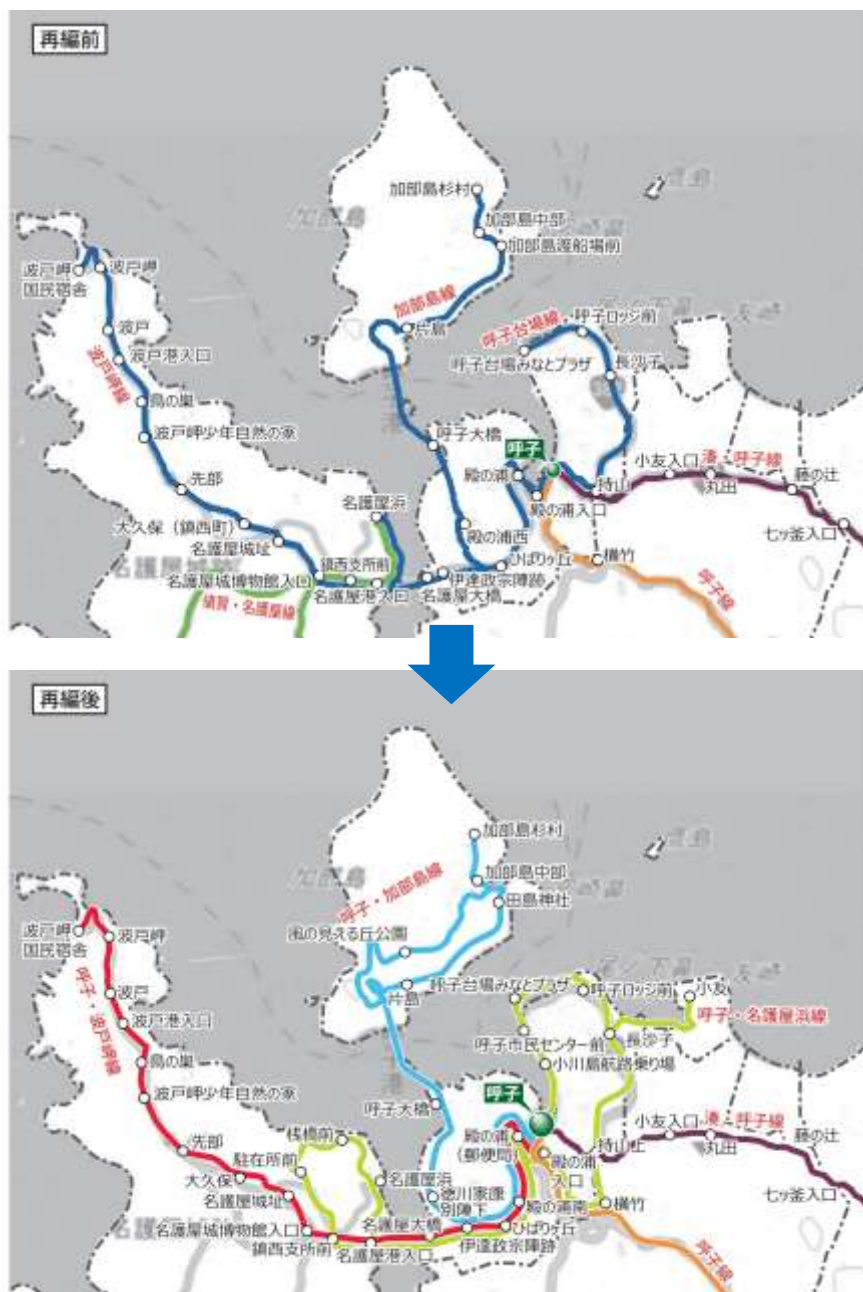 再編前
加部島杉村
加部島
加部島中部
加部島渡船場前
波戸岬
国民宿舎
波戸岬
加部島線
片島
呼子台場線
呼子ロッジ前
呼子台場みなとプラザ
長沙子
波戸
波戸港入口
波戸岬線
鳥の巣
波戸岬少年自然の家
呼子大橋
呼子
殿の浦
小友入口
湊・呼子線
丸田
藤の辻
持山
先部
名護屋浜
殿の浦入口
七ッ釜入口
大久保(鎮西町)
殿の浦西
名護屋城址
ひばりヶ丘
横竹
鎮西支所前
名護屋城博物館入口
伊達政宗陣跡
名護屋港入口
名護屋大橋
呼子線
値賀・名護屋線
再編後
加部島杉村
加部島
呼子・加部島線
加部島中部
田島神社
波戸岬
国民宿舎
波戸岬
風の見える丘公園
片島
呼子台場みなとプラザ
呼子ロッジ前
小友
呼子・名護屋浜線
波戸
呼子・波戸岬線
波戸港入口
呼子市民センター前
長沙子
小川島航路乗り場
鳥の巣
波戸岬少年自然の家
呼子大橋
呼子
小友入口
湊・呼子線
丸田
藤の辻
殿の浦
(郵便局)
持山上
先部
桟橋前
駐在所前
殿の浦
入口
大久保
名護屋浜
徳川家康
別陣下
七ッ釜入口
名護屋城址
殿の浦南
横竹
名護屋城博物館入口
名護屋大橋
ひばりヶ丘
鎮西支所前
名護屋港入口
伊達政宗陣跡
呼子線